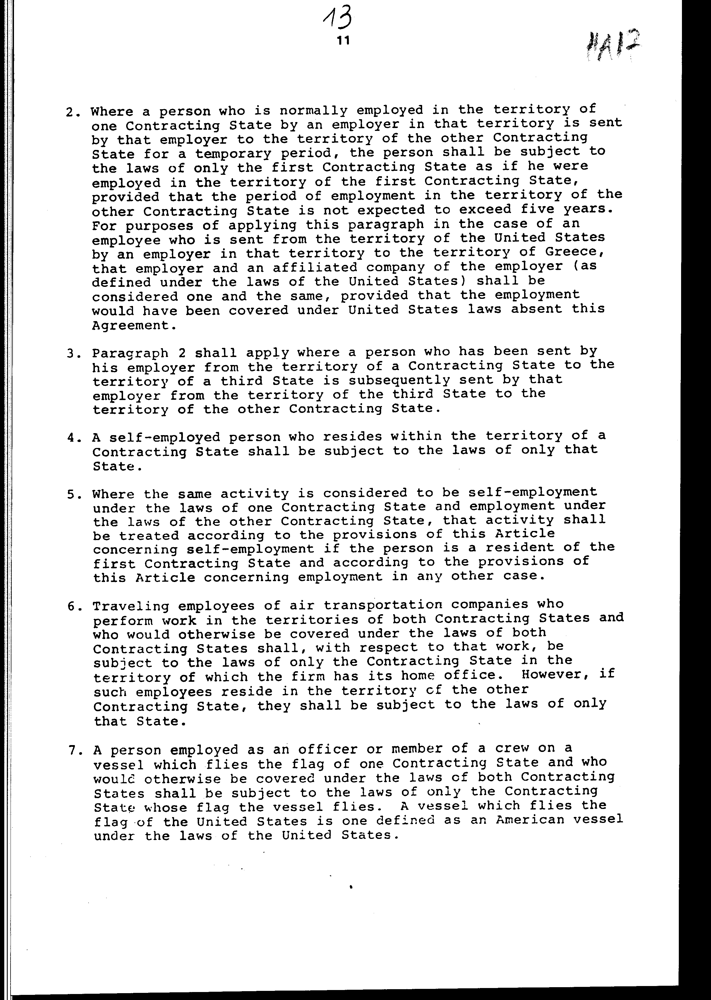 13
11
HA17
2. Where a person who is normally employed in the territory of
one Contracting State by an employer in that territory is sent
by that employer to the territory of the other Contracting
State for a temporary period, the person shall be subject to
the laws of only the first Contracting State as if he were
employed in the territory of the first Contracting State,
provided that the period of employment in the territory of the
other Contracting State is not expected to exceed five years.
For purposes of applying this paragraph in the case of an
employee who is sent from the territory of the United States
by an employer in that territory to the territory of Greece,
that employer and an affiliated company of the employer (as
defined under the laws of the United States) shall be
considered one and the same, provided that the employment
would have been covered under United States laws absent this
Agreement.
3. Paragraph 2 shall apply where a person who has been sent by
his employer from the territory of a Contracting State to the
territory of a third State is subsequently sent by that
employer from the territory of the third State to the
territory of the other Contracting State.
4. A self-employed person who resides within the territory of a
Contracting State shall be subject to the laws of only that
State.
5. Where the same activity is considered to be self-employment
under the laws of one Contracting State and employment under
the laws of the other Contracting State, that activity shall
be treated according to the provisions of this Article
concerning self-employment if the person is a resident of the
first Contracting State and according to the provisions of
this Article concerning employment in any other case.
6. Traveling employees of air transportation companies who
perform work in the territories of both Contracting States and
who would otherwise be covered under the laws of both
Contracting States shall, with respect to that work, be
subject to the laws of only the Contracting State in the
territory of which the firm has its home office. However, if
such employees reside in the territory of the other
Contracting State, they shall be subject to the laws of only
that State.
7. A person employed as an officer or member of a crew on a
vessel which flies the flag of one Contracting State and who
would otherwise be covered under the laws of both Contracting
States shall be subject to the laws of only the Contracting
State whose flag the vessel flies. A vessel which flies the
flag of the United States is one defined as an American vessel
under the laws of the United States.